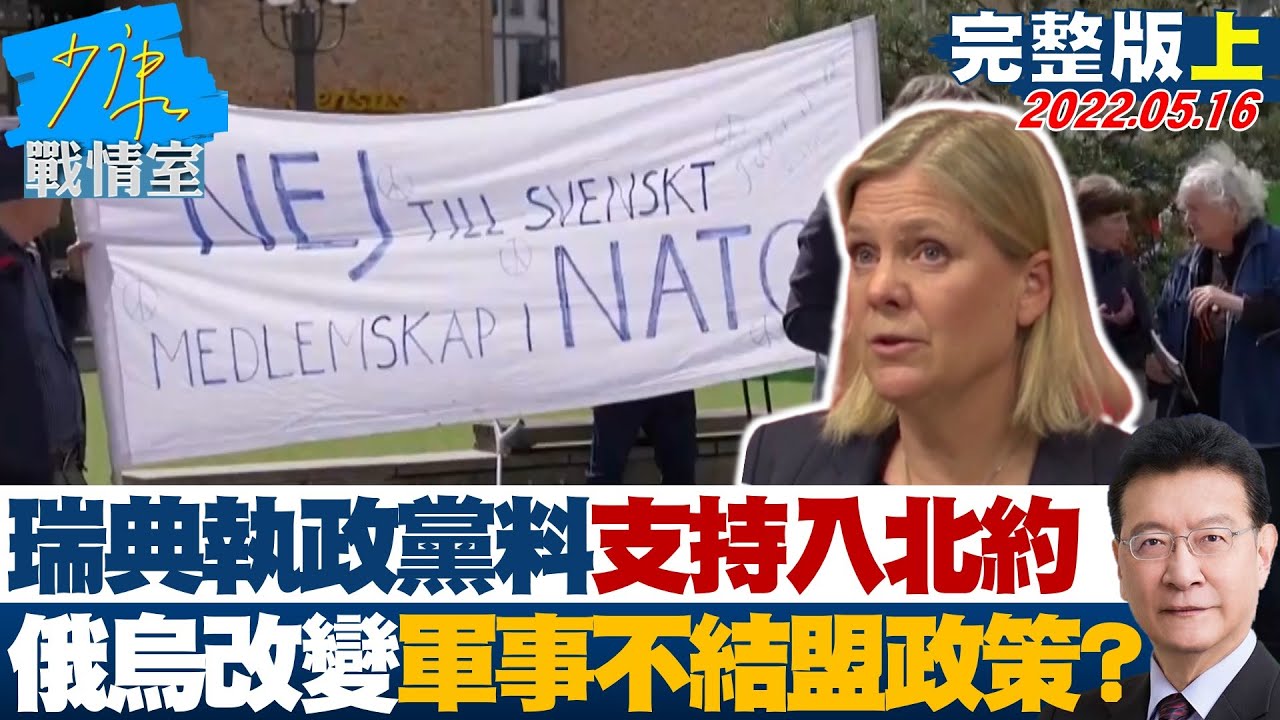 少康
戰情室
完整版上
2022.05.16
NEJ TILL SVENSKT
MEDLEMSKAP I NATO
瑞典執政黨料支持入北約
俄烏改變軍事不結盟政策?